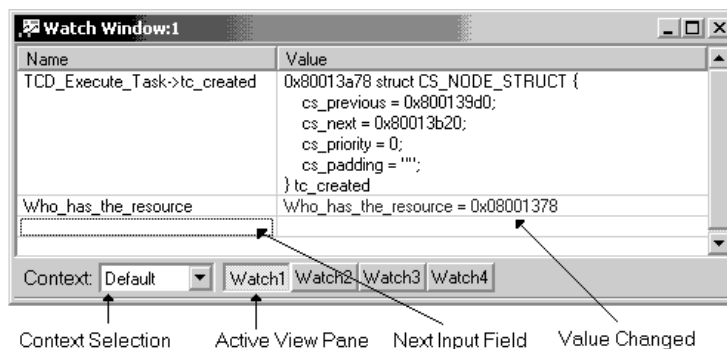 Watch Window:1
Name Value
TCD_Execute_Task->tc_created 0x80013a78 struct CS_NODE_STRUCT {
cs_previous = 0x800139d0;
cs_next = 0x80013b20;
cs_priority = 0;
cs_padding = "";
} tc_created
Who_has_the_resource Who_has_the_resource = 0x08001378
Context: Default Watch1 Watch2 Watch3 Watch4
Context Selection Active View Pane Next Input Field Value Changed